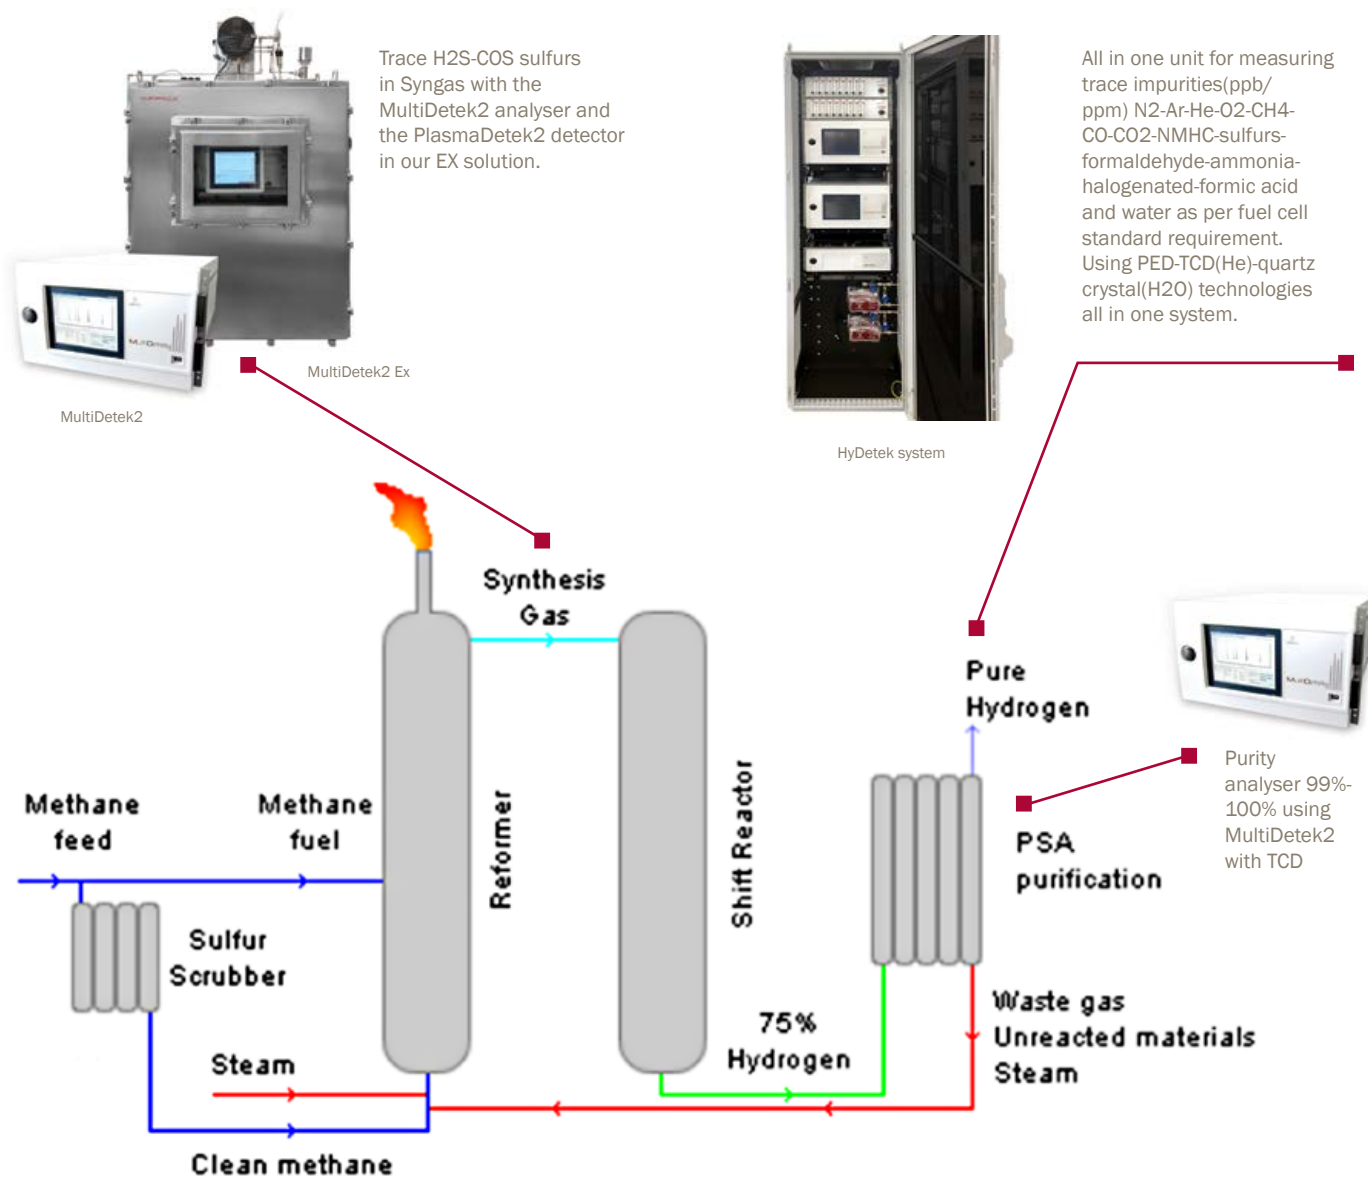 Trace H2S-COS sulfurs
in Syngas with the
MultiDetek2 analyser and
the PlasmaDetek2 detector
in our EX solution.
All in one unit for measuring
trace impurities(ppb/
ppm) N2-Ar-He-O2-CH4-
CO-CO2-NMHC-sulfurs-
formaldehyde-ammonia-
halogenated-formic acid
and water as per fuel cell
standard requirement.
Using PED-TCD(He)-quartz
crystal(H2O) technologies
all in one system.
MultiDetek2 Ex
MultiDetek2
HyDetek system
Synthesis
Gas
Pure
Hydrogen
Purity
analyser 99%-
100% using
MultiDetek2
with TCD
Methane
feed
Methane
fuel
Reformer
Shift Reactor
PSA
purification
Sulfur
Scrubber
75%
Hydrogen
Waste gas
Unreacted materials
Steam
Steam
Clean methane